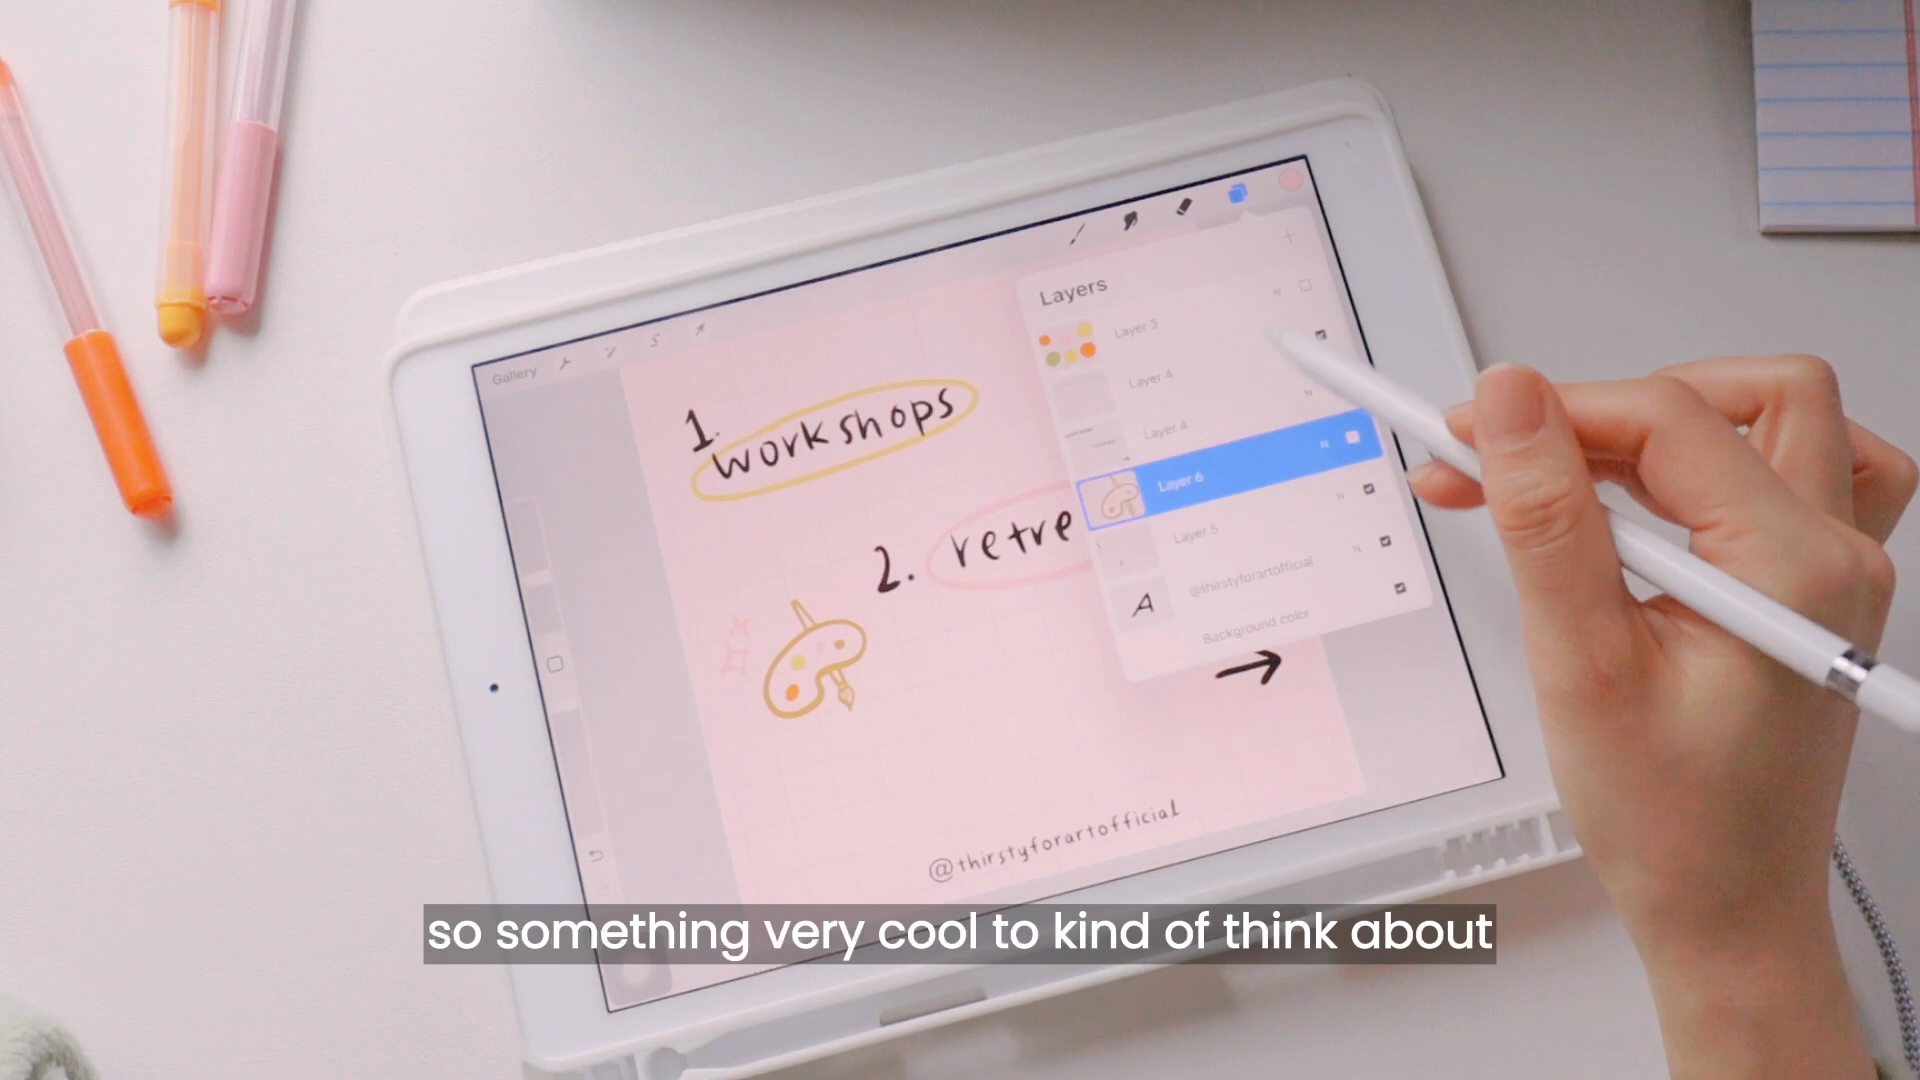 Gallery
Layers
Layer 3
N
Layer 4
N
Layer 4
Layer 6
N
Layer 5
N
@thirstyforartofficial
N
A
Background color
1.
workshops
2. retre
@thirstyforartofficial
so something very cool to kind of think about